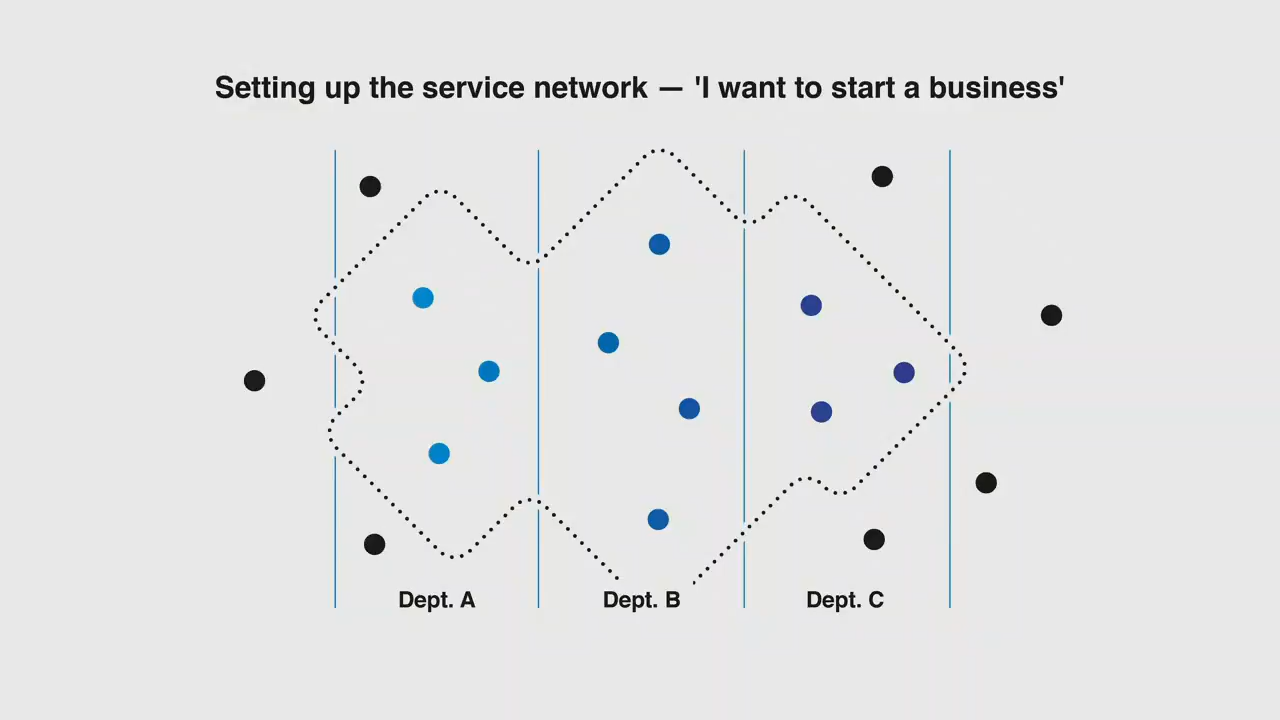 Setting up the service network — 'I want to start a business'
Dept. A
Dept. B
Dept. C